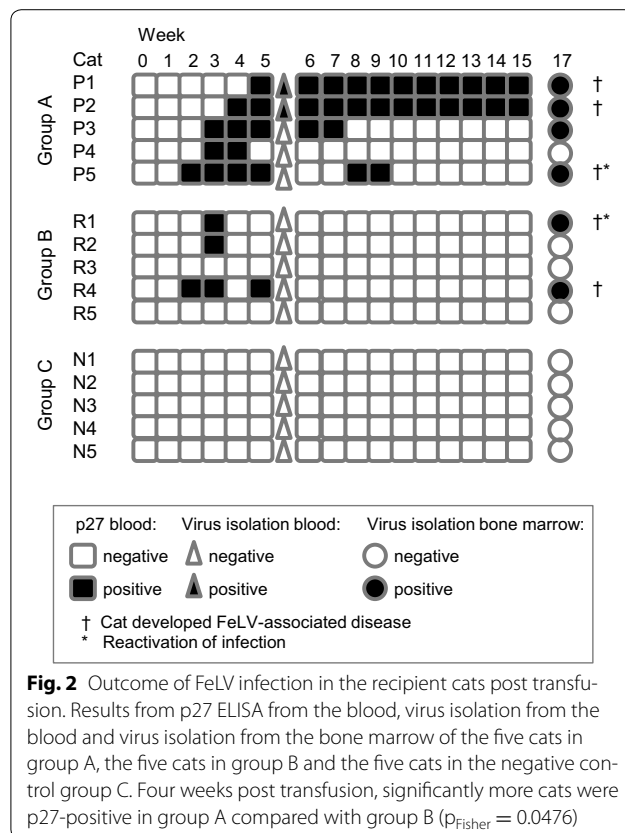 Week
Cat 0 1 2 3 4 5 6 7 8 9 10 11 12 13 14 15 17
Group A
P1 †
P2 †
P3
P4
P5 †*
Group B
R1 †*
R2
R3
R4 †
R5
Group C
N1
N2
N3
N4
N5
p27 blood: Virus isolation blood: Virus isolation bone marrow:
negative negative negative
positive positive positive
† Cat developed FeLV-associated disease
* Reactivation of infection
Fig. 2 Outcome of FeLV infection in the recipient cats post transfu-
sion. Results from p27 ELISA from the blood, virus isolation from the
blood and virus isolation from the bone marrow of the five cats in
group A, the five cats in group B and the five cats in the negative con-
trol group C. Four weeks post transfusion, significantly more cats were
p27-positive in group A compared with group B (pFisher = 0.0476)